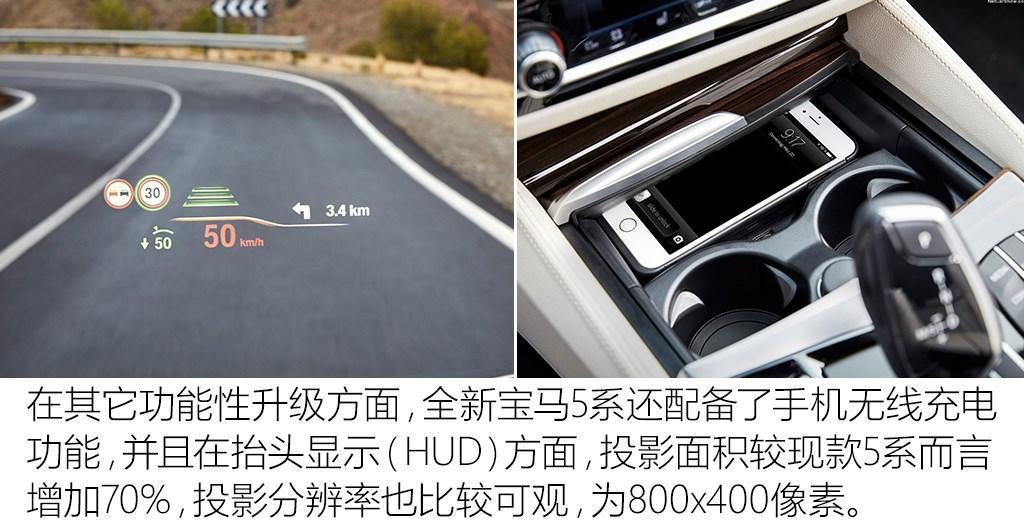 30
3.4 km
50
50 km/h
AUTO
9:17
slide to unlock
在其它功能性升级方面,全新宝马5系还配备了手机无线充电
功能,并且在抬头显示(HUD)方面,投影面积较现款5系而言
增加70%,投影分辨率也比较可观,为800x400像素。